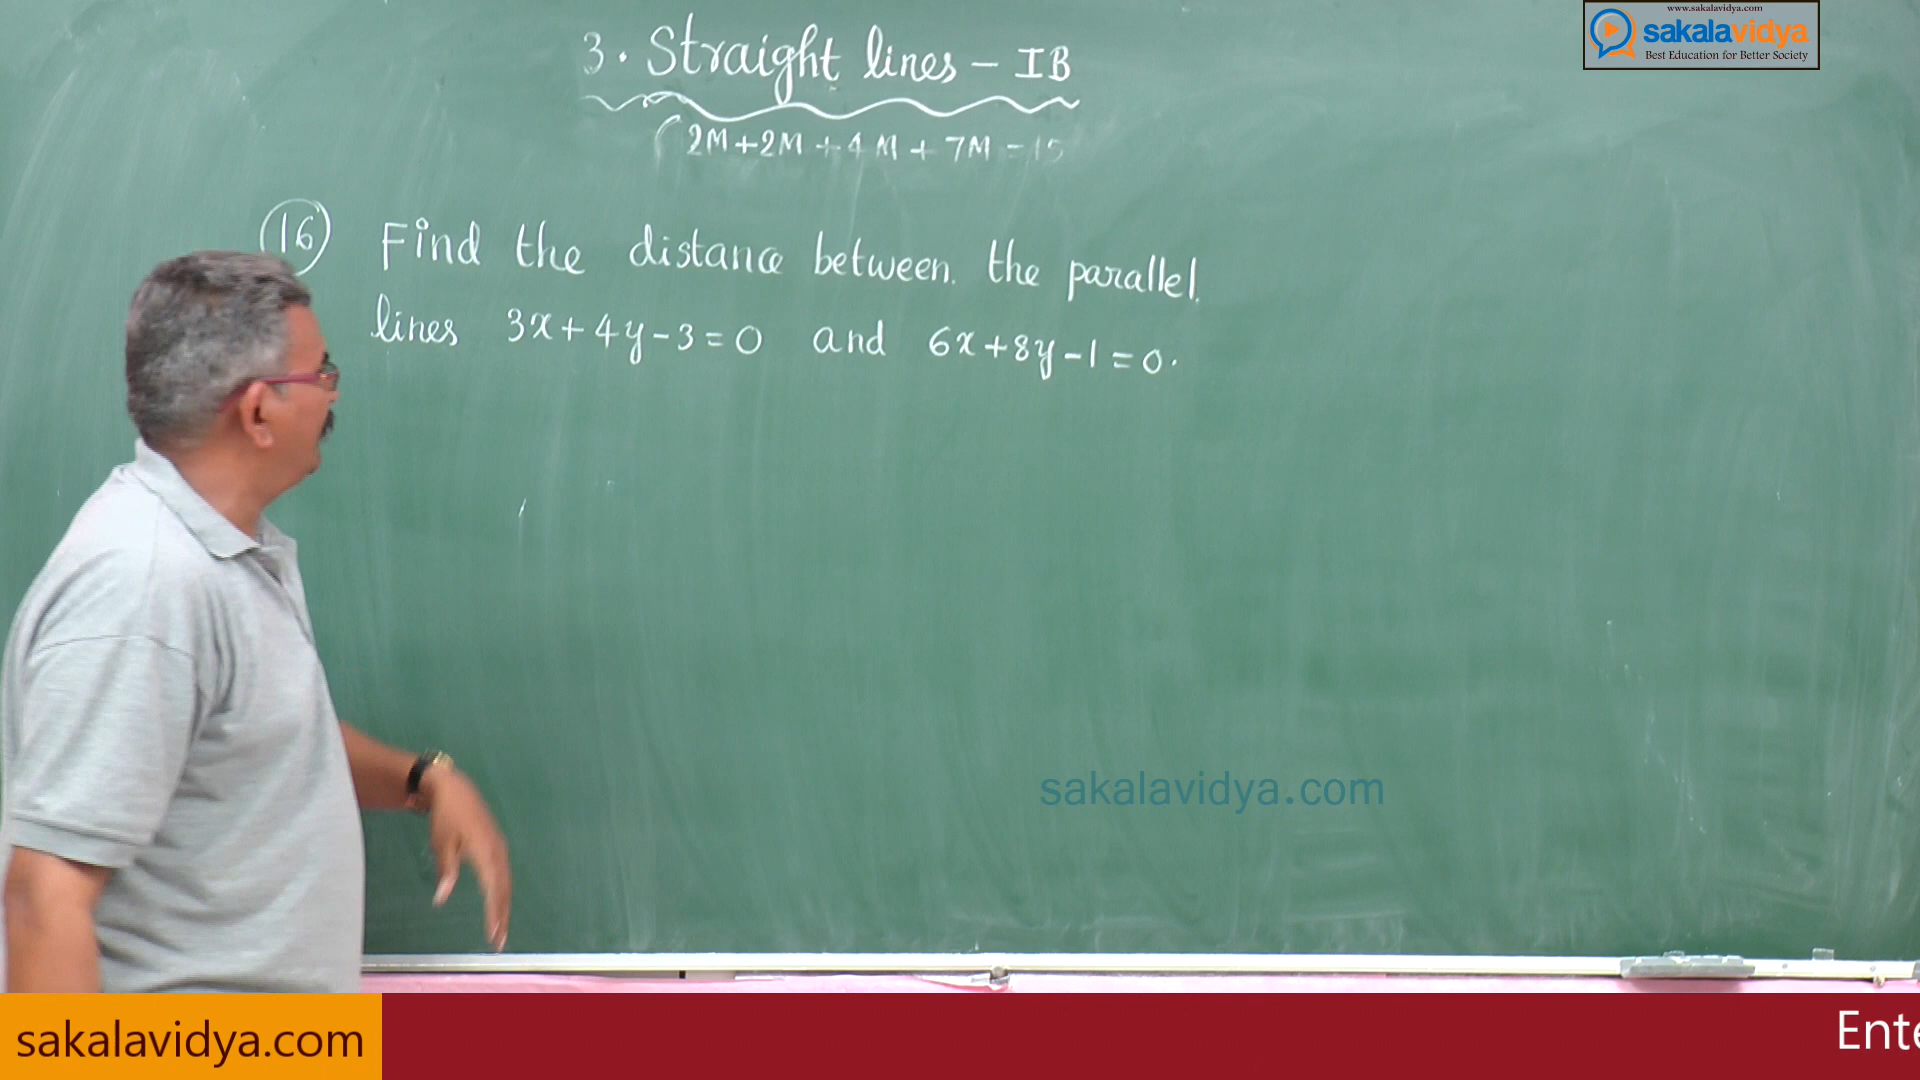 www.sakalavidya.com
sakalavidya
Best Education for Better Society
3. Straight lines - IB
(2M+2M+4M+7M=15
16 Find the distance between. the parallel.
lines 3x+4y-3=0 and 6x+8y-1=0.
sakalavidya.com
sakalavidya.com
Ente